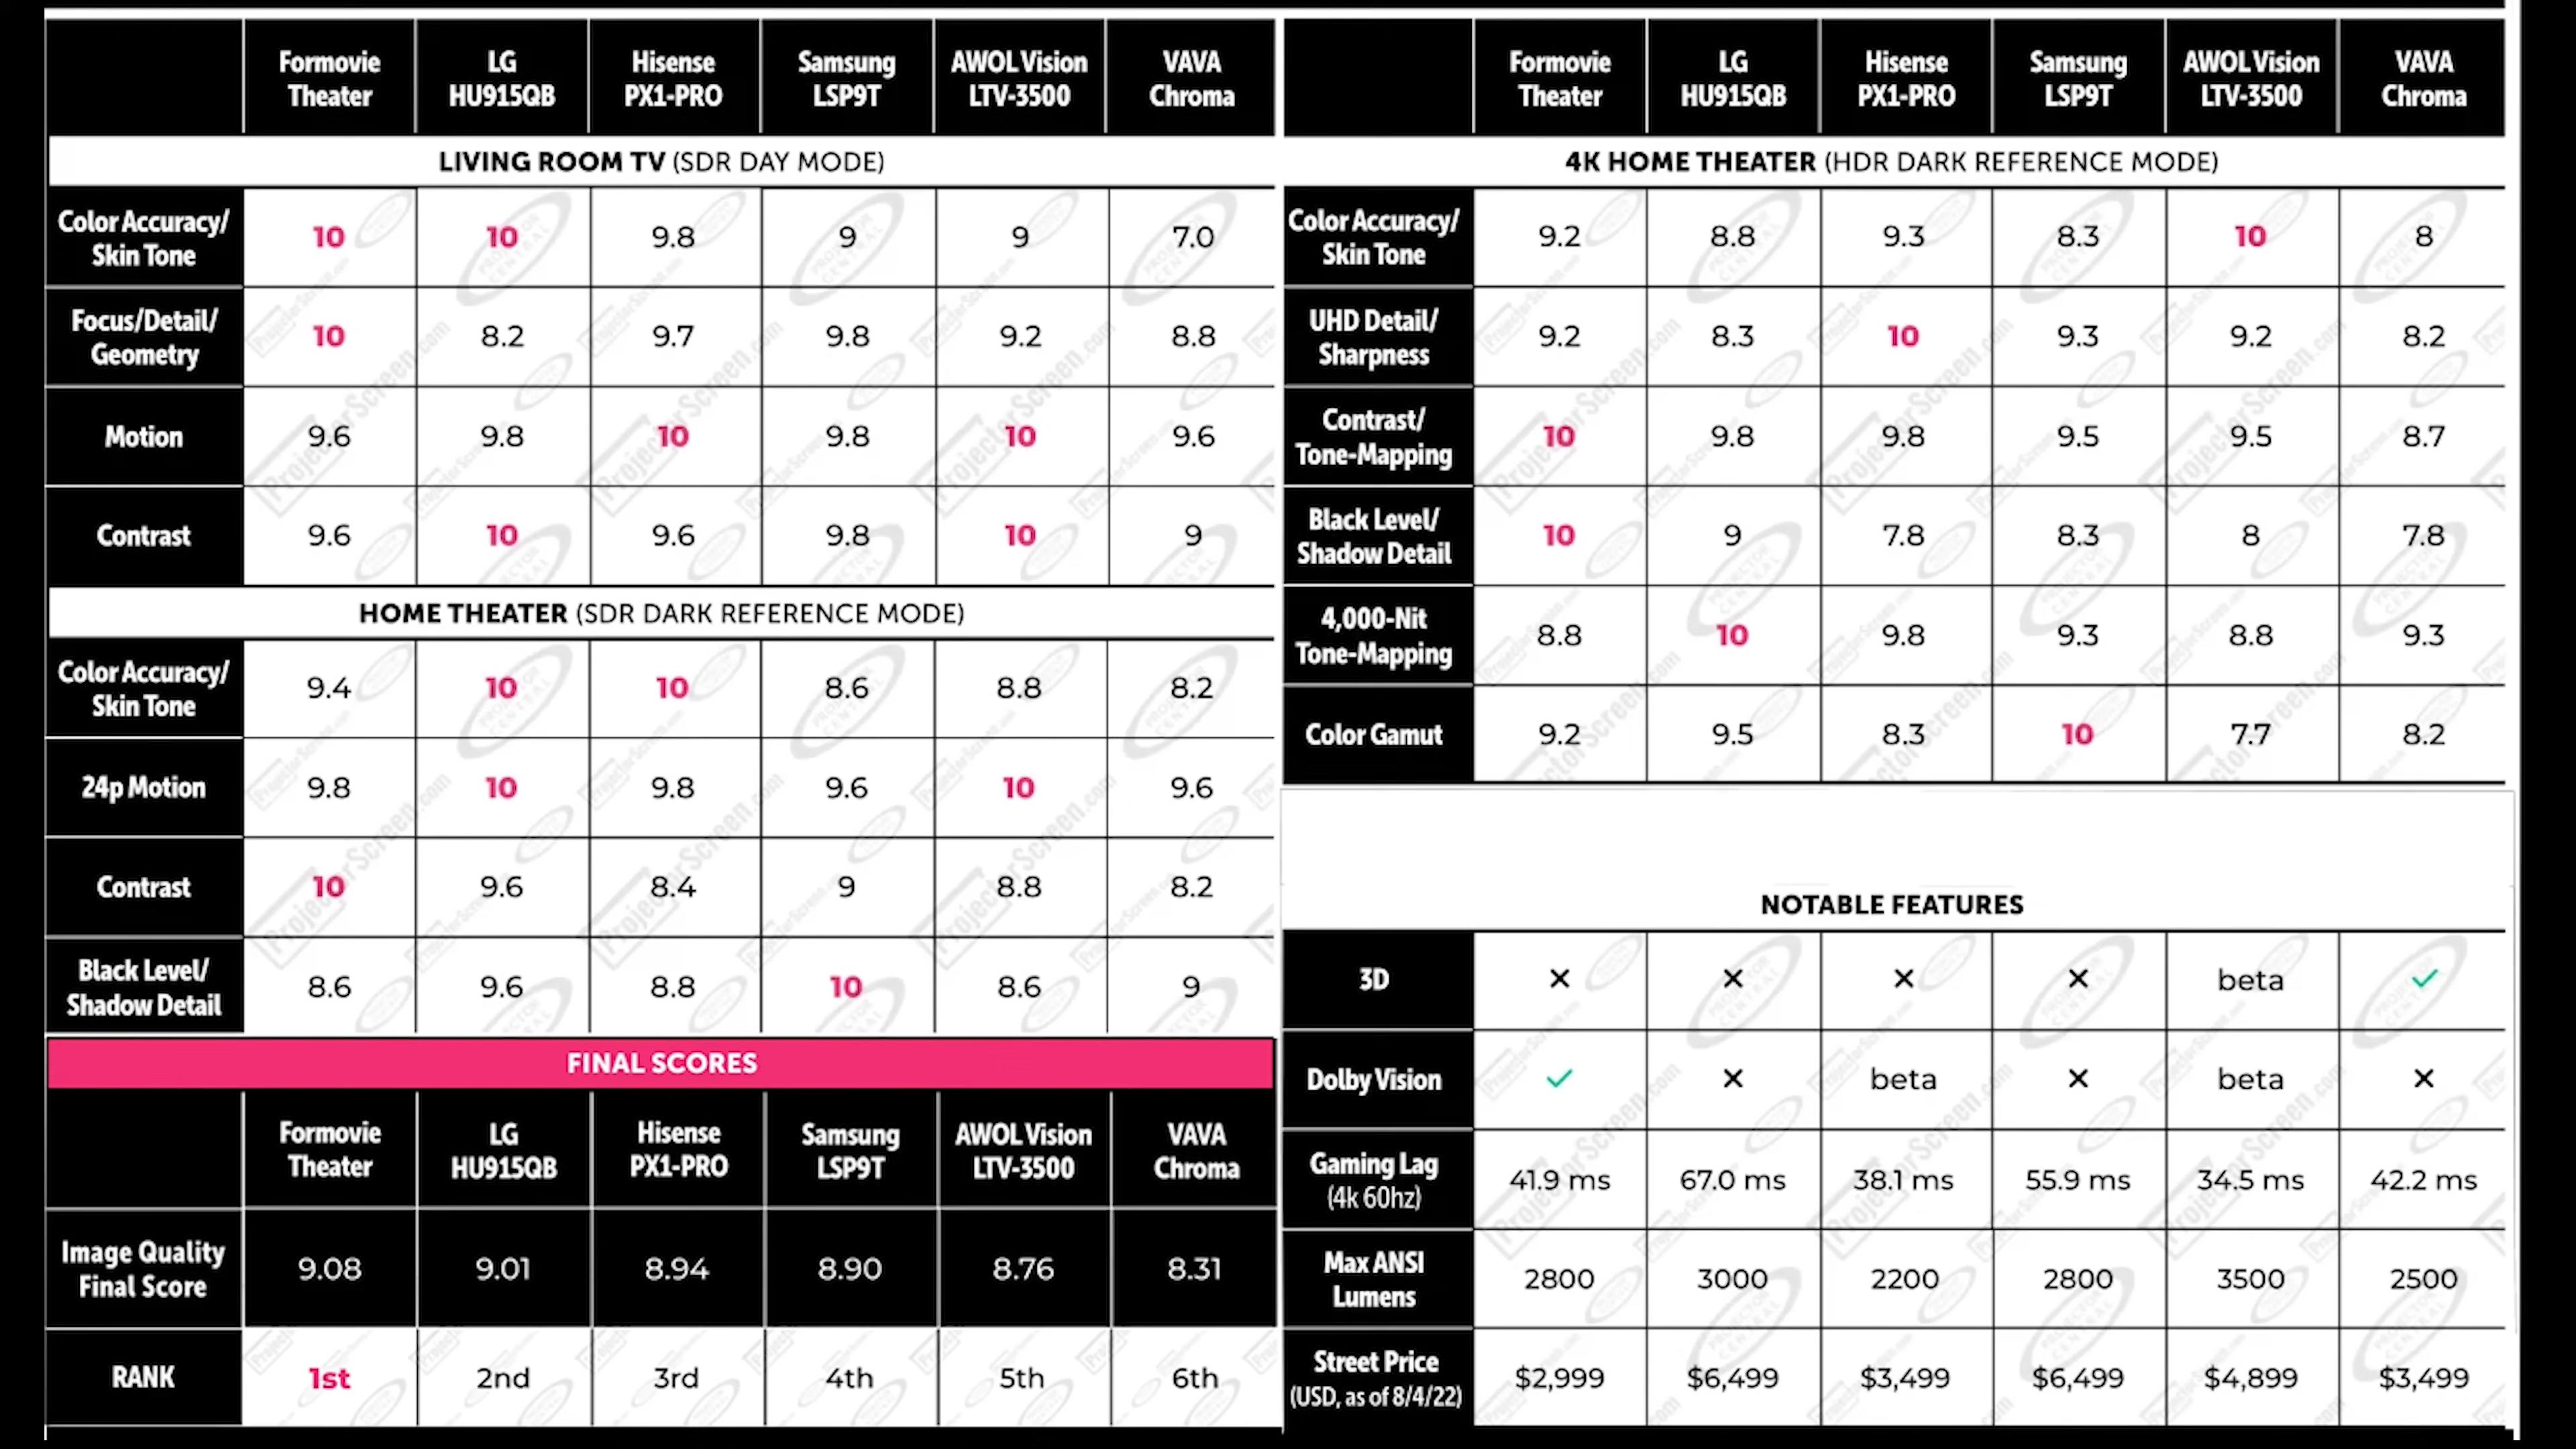 Formovie Theater LG HU915QB Hisense PX1-PRO Samsung LSP9T AWOL Vision LTV-3500 VAVA Chroma
LIVING ROOM TV (SDR DAY MODE)
Color Accuracy/ Skin Tone 10 10 9.8 9 9 7.0
Focus/Detail/ Geometry 10 8.2 9.7 9.8 9.2 8.8
Motion 9.6 9.8 10 9.8 10 9.6
Contrast 9.6 10 9.6 9.8 10 9
HOME THEATER (SDR DARK REFERENCE MODE)
Color Accuracy/ Skin Tone 9.4 10 10 8.6 8.8 8.2
24p Motion 9.8 10 9.8 9.6 10 9.6
Contrast 10 9.6 8.4 9 8.8 8.2
Black Level/ Shadow Detail 8.6 9.6 8.8 10 8.6 9
FINAL SCORES
Formovie Theater LG HU915QB Hisense PX1-PRO Samsung LSP9T AWOL Vision LTV-3500 VAVA Chroma
Image Quality Final Score 9.08 9.01 8.94 8.90 8.76 8.31
RANK 1st 2nd 3rd 4th 5th 6th
Formovie Theater LG HU915QB Hisense PX1-PRO Samsung LSP9T AWOL Vision LTV-3500 VAVA Chroma
4K HOME THEATER (HDR DARK REFERENCE MODE)
Color Accuracy/ Skin Tone 9.2 8.8 9.3 8.3 10 8
UHD Detail/ Sharpness 9.2 8.3 10 9.3 9.2 8.2
Contrast/ Tone-Mapping 10 9.8 9.8 9.5 9.5 8.7
Black Level/ Shadow Detail 10 9 7.8 8.3 8 7.8
4,000-Nit Tone-Mapping 8.8 10 9.8 9.3 8.8 9.3
Color Gamut 9.2 9.5 8.3 10 7.7 8.2
NOTABLE FEATURES
3D ✕ ✕ ✕ ✕ beta ✓
Dolby Vision ✓ ✕ beta ✕ beta ✕
Gaming Lag (4k 60hz) 41.9 ms 67.0 ms 38.1 ms 55.9 ms 34.5 ms 42.2 ms
Max ANSI Lumens 2800 3000 2200 2800 3500 2500
Street Price (USD, as of 8/4/22) $2,999 $6,499 $3,499 $6,499 $4,899 $3,499
ProjectorScreen.com
PROJECTOR CENTRAL